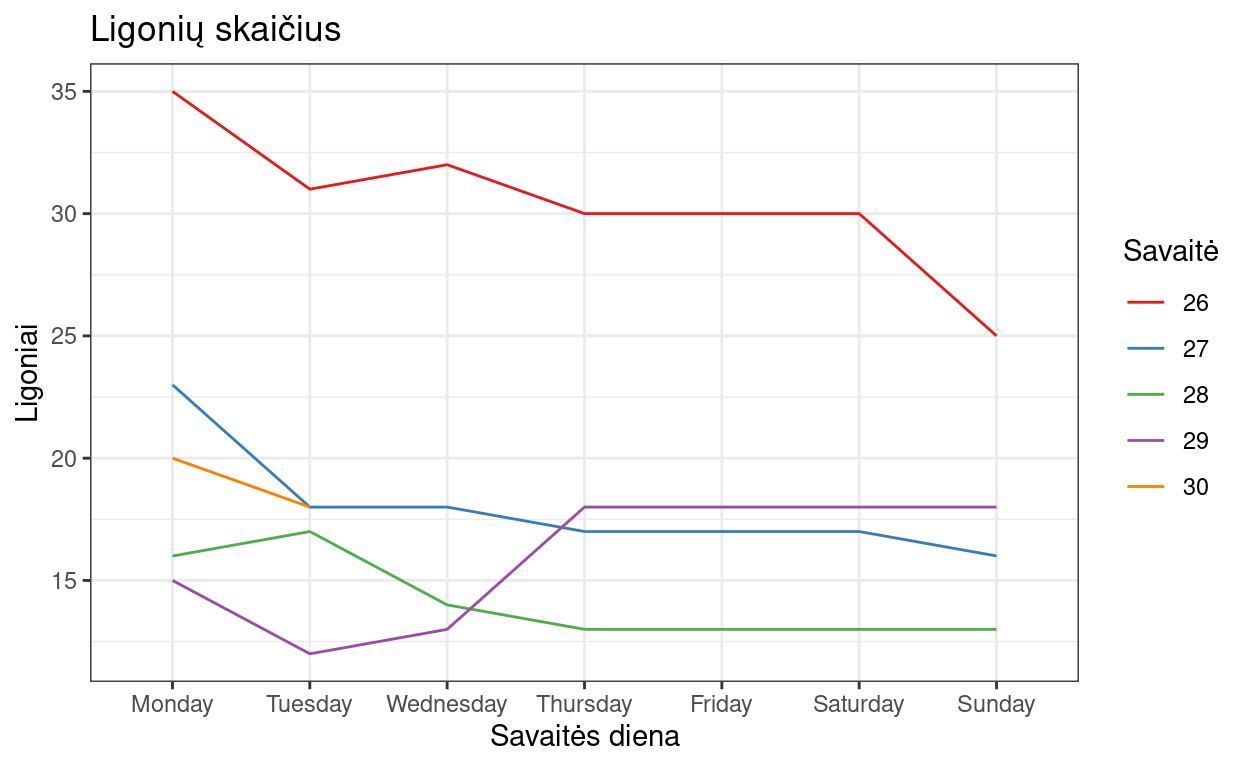 Ligonių skaičius
35
30
25
20
15
Ligoniai
Monday Tuesday Wednesday Thursday Friday Saturday Sunday
Savaitės diena
Savaitė
26
27
28
29
30